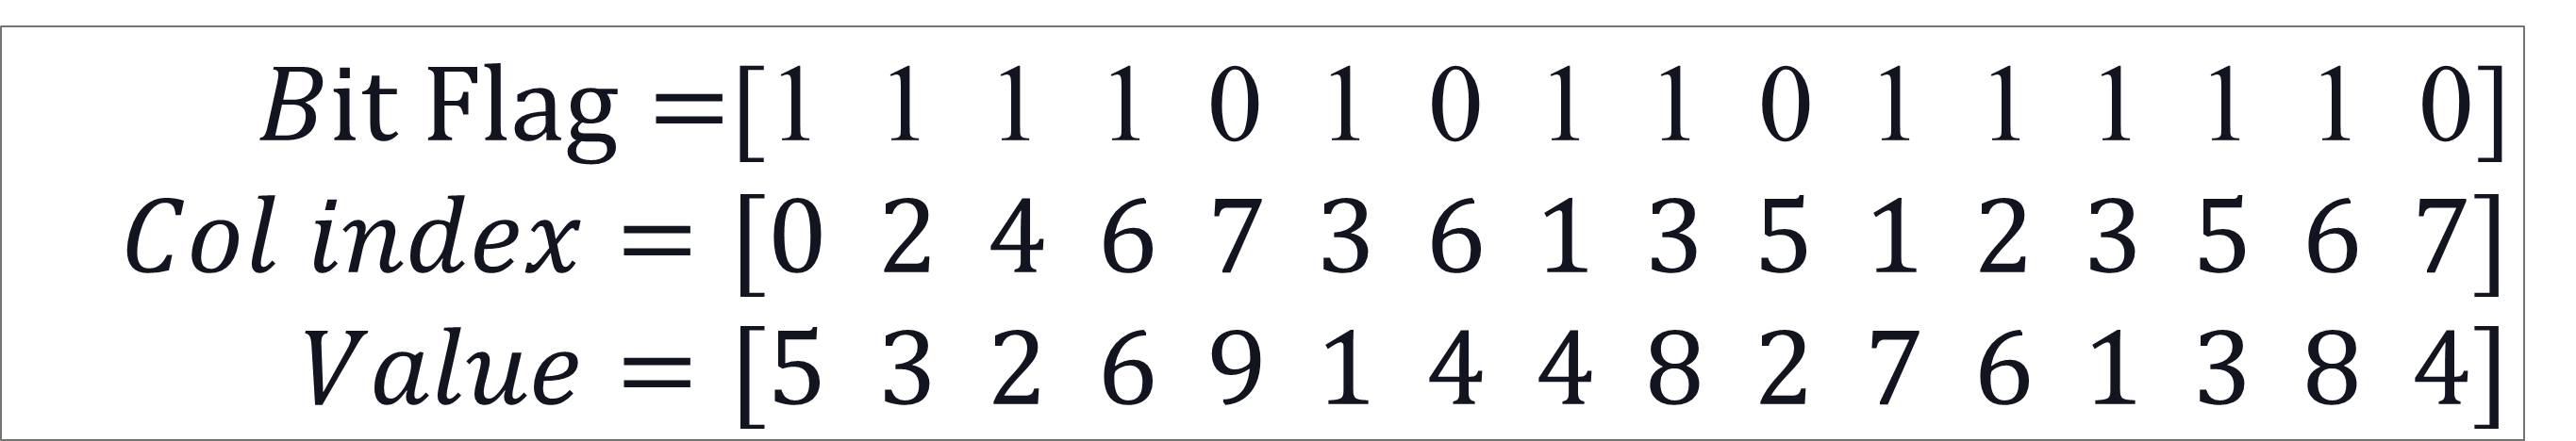 Bit Flag =[1 1 1 1 0 1 0 1 1 0 1 1 1 1 1 0]
Col index = [0 2 4 6 7 3 6 1 3 5 1 2 3 5 6 7]
Value = [5 3 2 6 9 1 4 4 8 2 7 6 1 3 8 4]